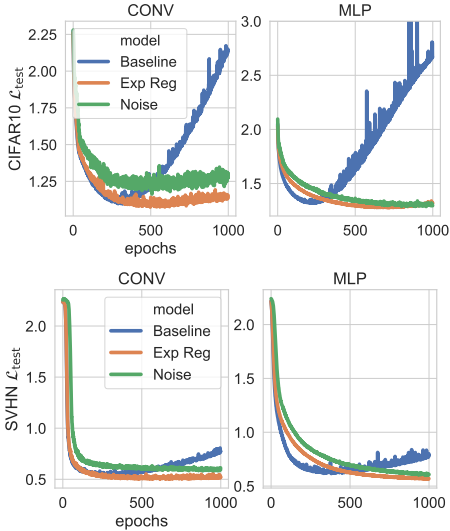 CONV
MLP
CIFAR10 ℒtest
2.25
2.00
1.75
1.50
1.25
model
Baseline
Exp Reg
Noise
0
500
1000
epochs
3.0
2.5
2.0
1.5
0
500
1000
CONV
MLP
SVHN ℒtest
2.0
1.5
1.0
0.5
model
Baseline
Exp Reg
Noise
0
500
1000
epochs
2.0
1.5
1.0
0.5
0
500
1000